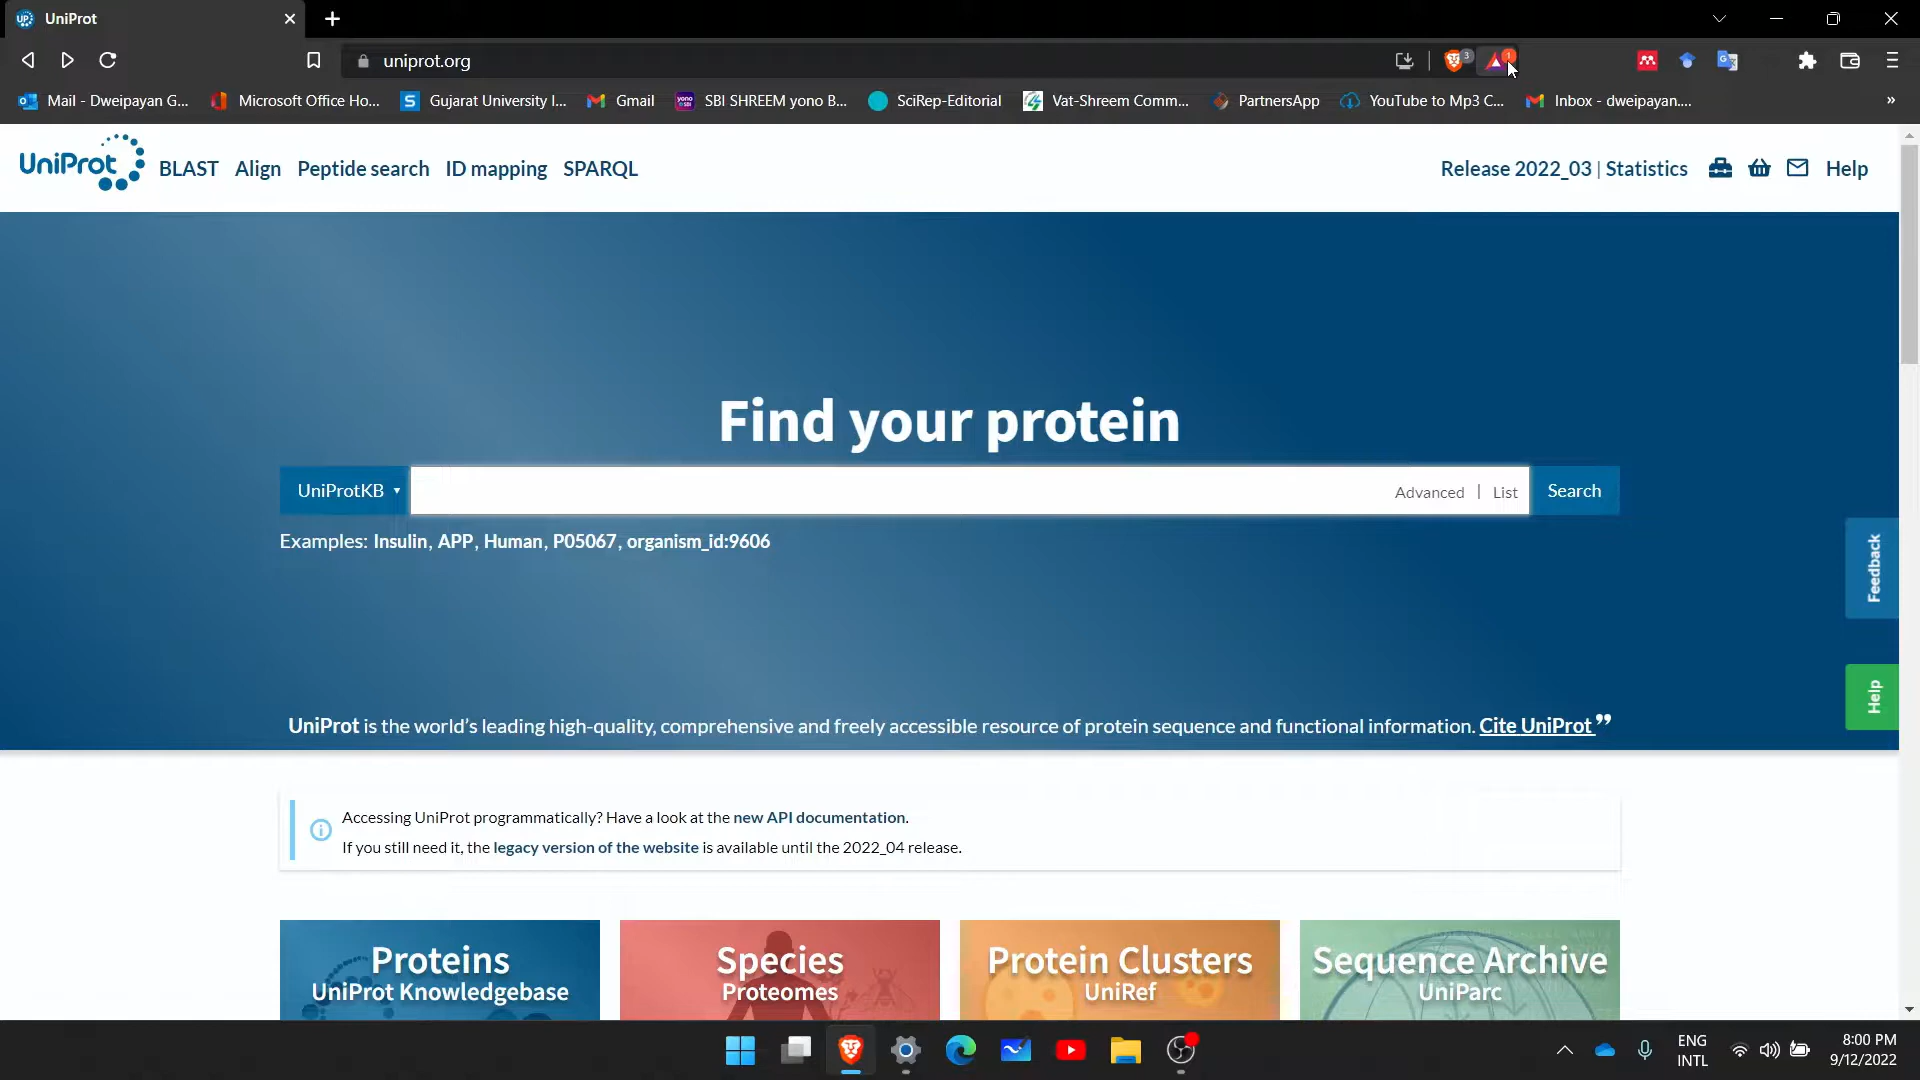 UniProt
uniprot.org
3
1
Mail - Dweipayan G... Microsoft Office Ho... Gujarat University I... Gmail SBI SHREEM yono B... SciRep-Editorial Vat-Shreem Comm... PartnersApp YouTube to Mp3 C... Inbox - dweipayan.... »
UniProt BLAST Align Peptide search ID mapping SPARQL Release 2022_03 | Statistics Help
Find your protein
UniProtKB Advanced | List Search
Examples: Insulin, APP, Human, P05067, organism_id:9606
Feedback
Help
UniProt is the world's leading high-quality, comprehensive and freely accessible resource of protein sequence and functional information. Cite UniProt ”
Accessing UniProt programmatically? Have a look at the new API documentation.
If you still need it, the legacy version of the website is available until the 2022_04 release.
Proteins
UniProt Knowledgebase
Species
Proteomes
Protein Clusters
UniRef
Sequence Archive
UniParc
ENG
INTL
8:00 PM
9/12/2022